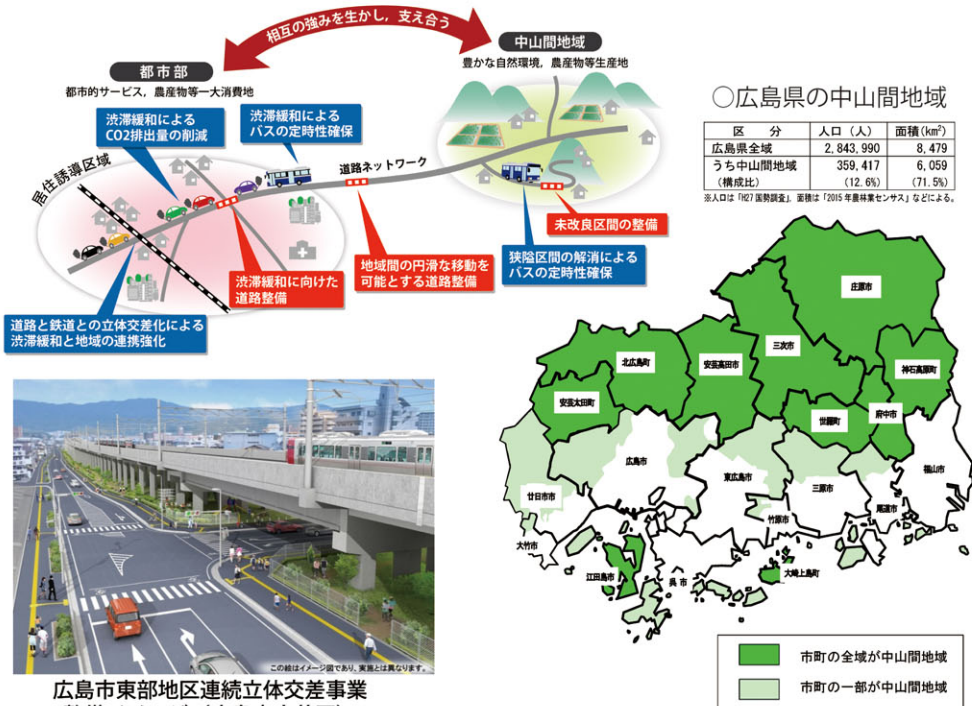 相互の強みを生かし，支え合う
都市部
都市的サービス，農産物等一大消費地
中山間地域
豊かな自然環境，農産物等生産地
渋滞緩和による
CO2排出量の削減
渋滞緩和による
バスの定時性確保
居住誘導区域
道路ネットワーク
未改良区間の整備
狭隘区間の解消による
バスの定時性確保
地域間の円滑な移動を
可能とする道路整備
渋滞緩和に向けた
道路整備
道路と鉄道との立体交差化による
渋滞緩和と地域の連携強化
○広島県の中山間地域
区　分 人口（人） 面積(km²)
広島県全域 2,843,990 8,479
うち中山間地域 359,417 6,059
（構成比） （12.6%） （71.5%）
※人口は「H27国勢調査」，面積は「2015年農林業センサス」などによる。
庄原市
三次市
北広島町
安芸高田市
神石高原町
安芸太田町
世羅町
府中市
広島市
東広島市
三原市
福山市
尾道市
廿日市市
竹原市
大竹市
江田島市
呉市
大崎上島町
市町の全域が中山間地域
市町の一部が中山間地域
この絵はイメージ図であり，実施とは異なります。
広島市東部地区連続立体交差事業